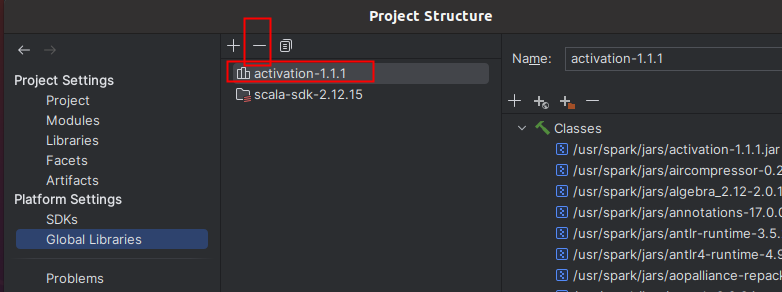 Project Structure
Project Settings
Project
Modules
Libraries
Facets
Artifacts
Platform Settings
SDKs
Global Libraries
Problems
activation-1.1.1
scala-sdk-2.12.15
Name: activation-1.1.1
Classes
/usr/spark/jars/activation-1.1.1.jar
/usr/spark/jars/aircompressor-0.2
/usr/spark/jars/algebra_2.12-2.0.1
/usr/spark/jars/annotations-17.0.0
/usr/spark/jars/antlr-runtime-3.5.
/usr/spark/jars/antlr4-runtime-4.9
/usr/spark/jars/aopalliance-repack